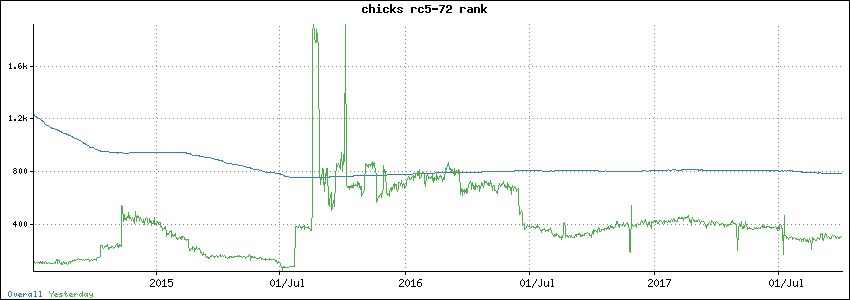 chicks rc5-72 rank
1.6k
1.2k
800
400
2015 01/Jul 2016 01/Jul 2017 01/Jul
Overall Yesterday